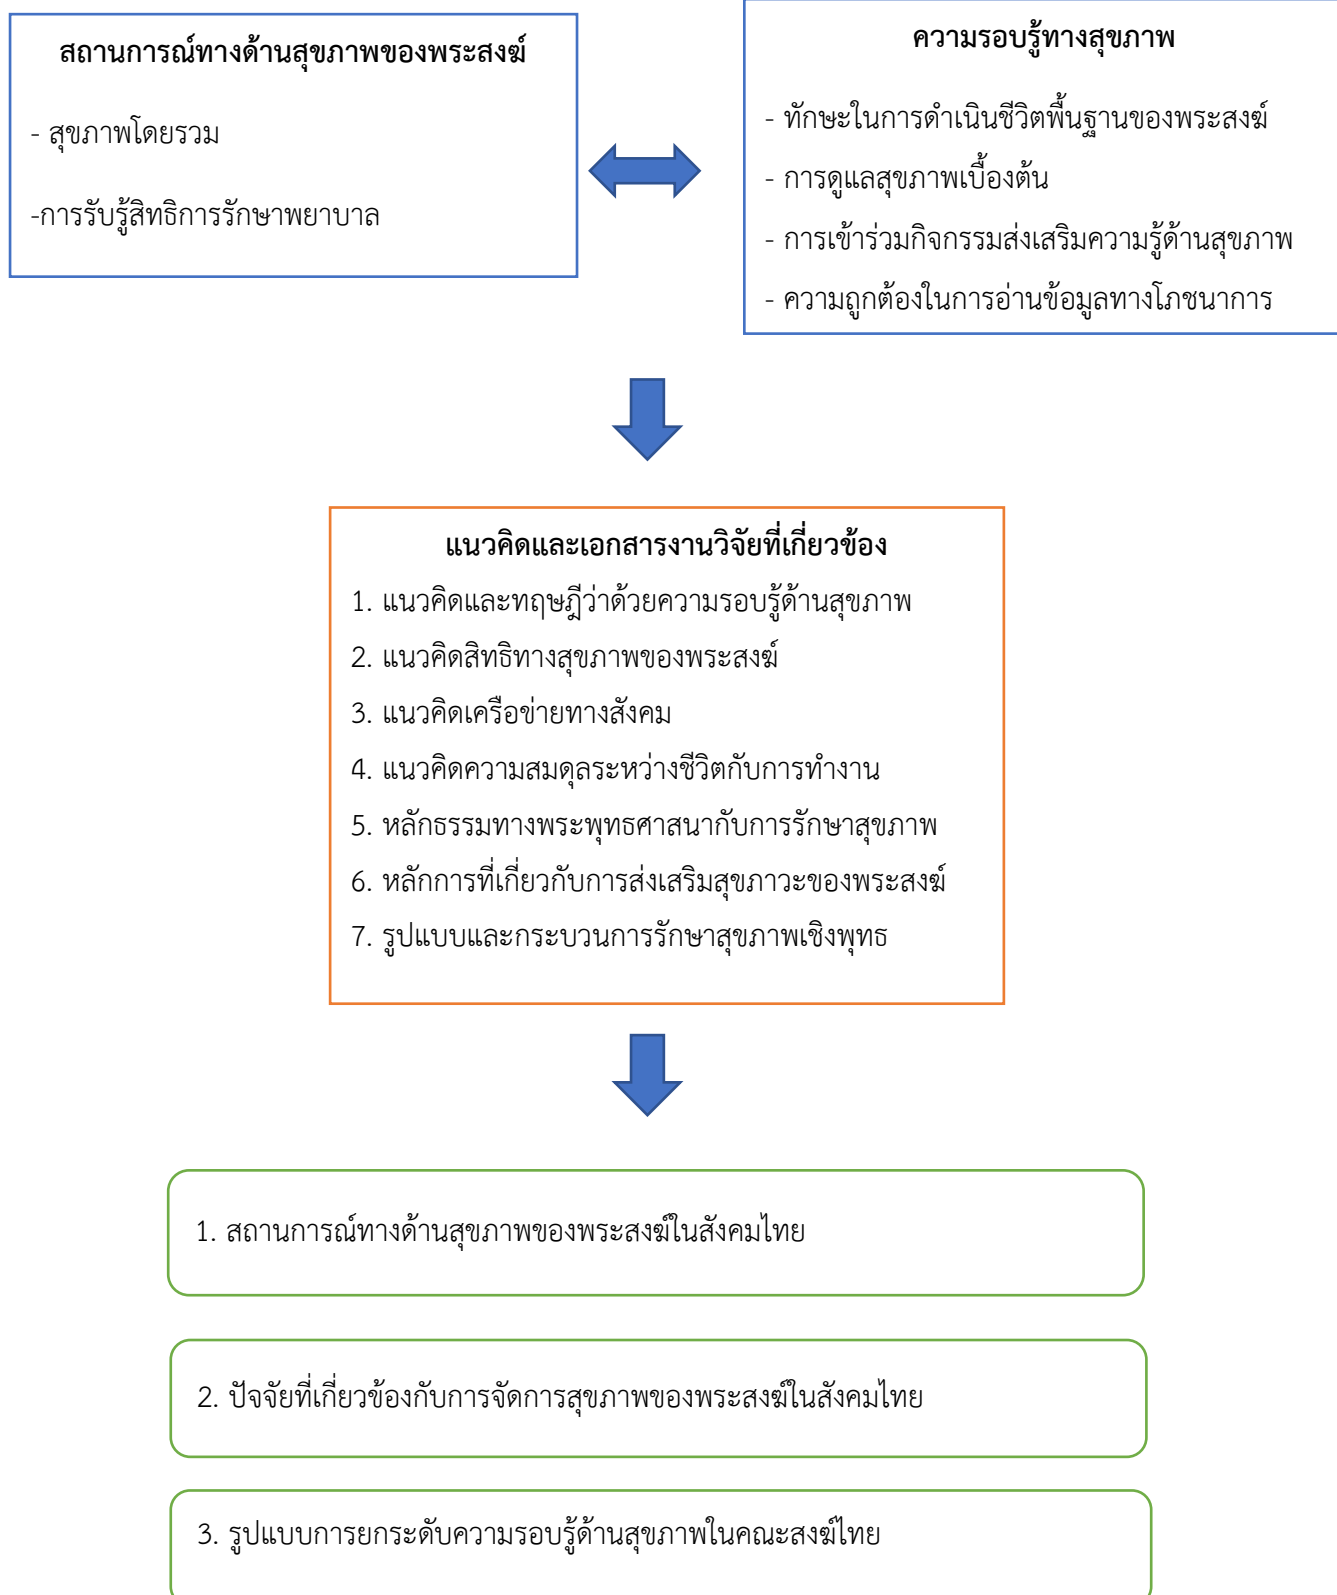 สถานการณ์ทางด้านสุขภาพของพระสงฆ์
- สุขภาพโดยรวม
-การรับรู้สิทธิการรักษาพยาบาล
ความรอบรู้ทางสุขภาพ
- ทักษะในการดำเนินชีวิตพื้นฐานของพระสงฆ์
- การดูแลสุขภาพเบื้องต้น
- การเข้าร่วมกิจกรรมส่งเสริมความรู้ด้านสุขภาพ
- ความถูกต้องในการอ่านข้อมูลทางโภชนาการ
แนวคิดและเอกสารงานวิจัยที่เกี่ยวข้อง
1. แนวคิดและทฤษฎีว่าด้วยความรอบรู้ด้านสุขภาพ
2. แนวคิดสิทธิทางสุขภาพของพระสงฆ์
3. แนวคิดเครือข่ายทางสังคม
4. แนวคิดความสมดุลระหว่างชีวิตกับการทำงาน
5. หลักธรรมทางพระพุทธศาสนากับการรักษาสุขภาพ
6. หลักการที่เกี่ยวกับการส่งเสริมสุขภาวะของพระสงฆ์
7. รูปแบบและกระบวนการรักษาสุขภาพเชิงพุทธ
1. สถานการณ์ทางด้านสุขภาพของพระสงฆ์ในสังคมไทย
2. ปัจจัยที่เกี่ยวข้องกับการจัดการสุขภาพของพระสงฆ์ในสังคมไทย
3. รูปแบบการยกระดับความรอบรู้ด้านสุขภาพในคณะสงฆ์ไทย